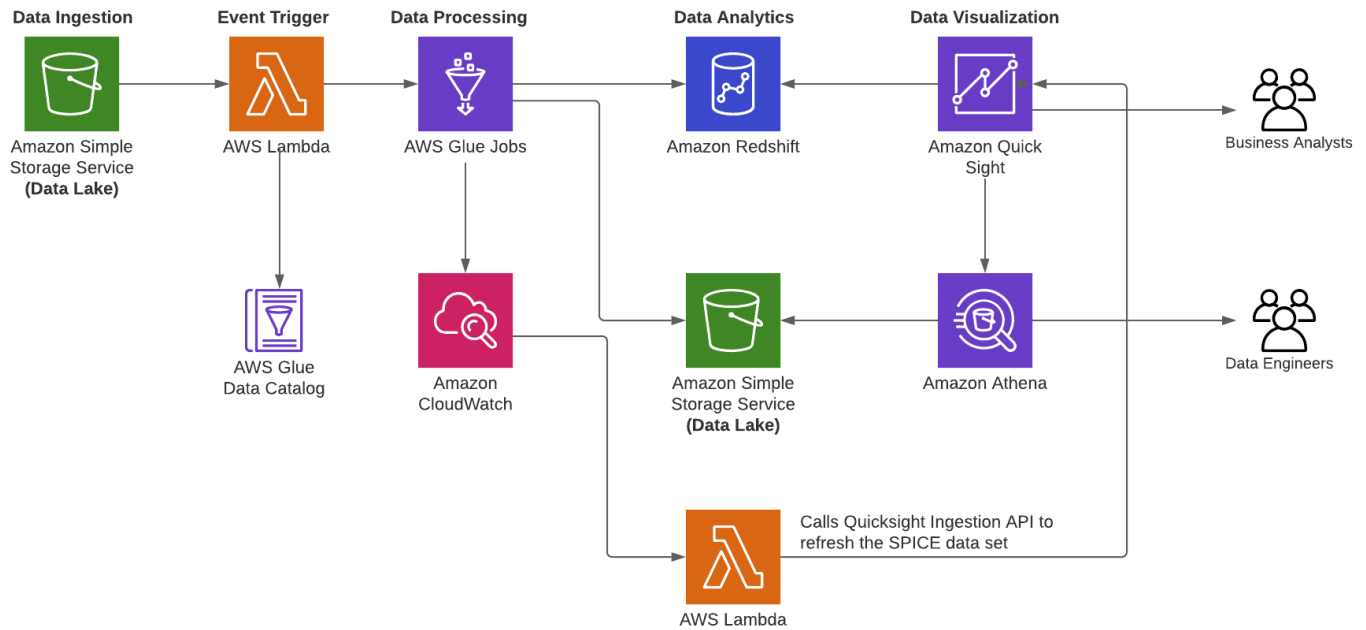 Data Ingestion
Event Trigger
Data Processing
Data Analytics
Data Visualization
Amazon Simple
Storage Service
(Data Lake)
AWS Lambda
AWS Glue Jobs
Amazon Redshift
Amazon Quick
Sight
Business Analysts
AWS Glue
Data Catalog
Amazon
CloudWatch
Amazon Simple
Storage Service
(Data Lake)
Amazon Athena
Data Engineers
Calls Quicksight Ingestion API to
refresh the SPICE data set
AWS Lambda